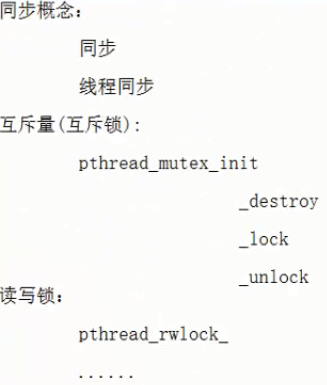 同步概念：
同步
线程同步
互斥量(互斥锁)：
pthread_mutex_init
_destroy
_lock
_unlock
读写锁：
pthread_rwlock_
......